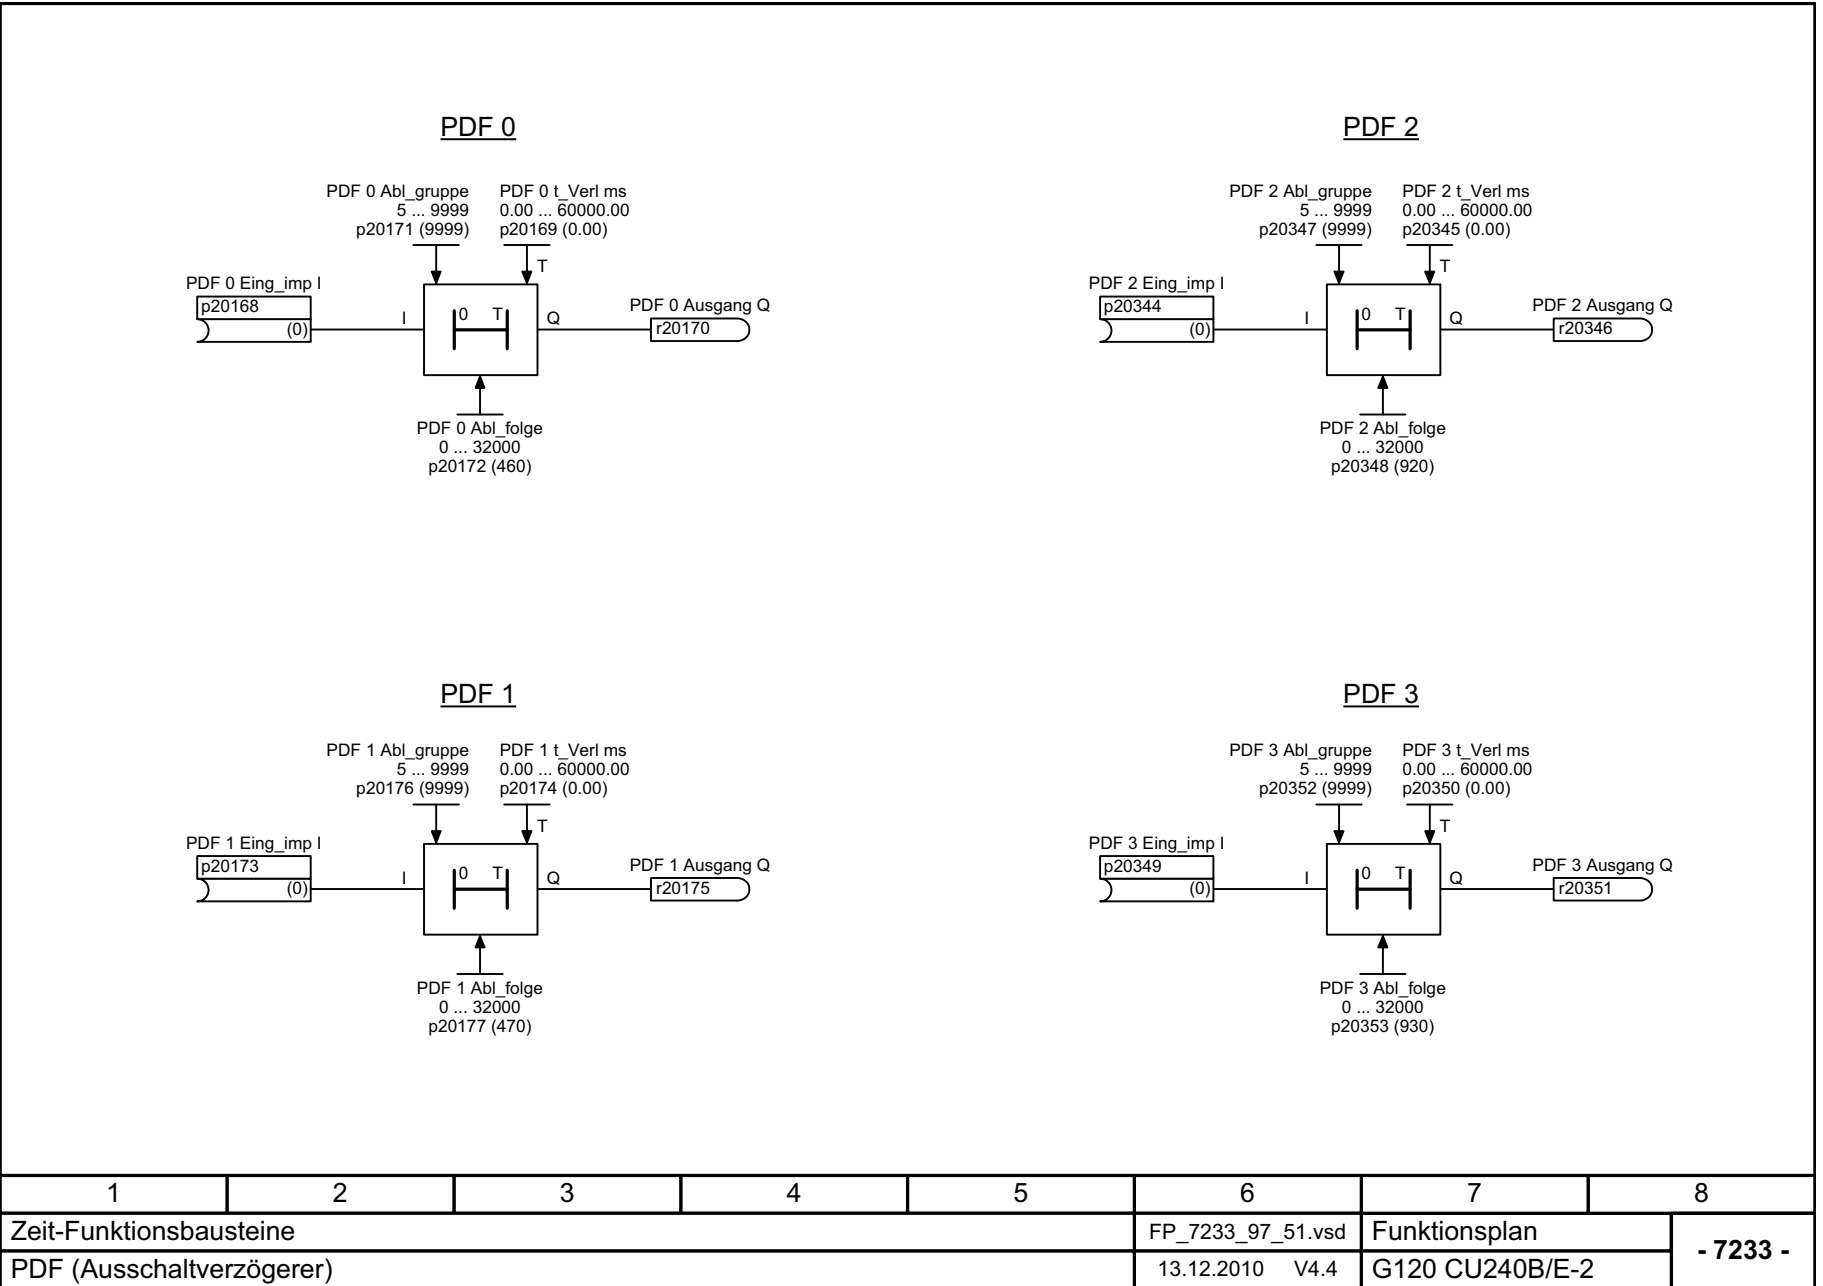 PDF 0
PDF 0 Abl_gruppe
5 ... 9999
p20171 (9999)
PDF 0 t_Verl ms
0.00 ... 60000.00
p20169 (0.00)
T
PDF 0 Eing_imp I
p20168
(0)
I
0 T
Q
PDF 0 Ausgang Q
r20170
PDF 0 Abl_folge
0 ... 32000
p20172 (460)
PDF 2
PDF 2 Abl_gruppe
5 ... 9999
p20347 (9999)
PDF 2 t_Verl ms
0.00 ... 60000.00
p20345 (0.00)
T
PDF 2 Eing_imp I
p20344
(0)
I
0 T
Q
PDF 2 Ausgang Q
r20346
PDF 2 Abl_folge
0 ... 32000
p20348 (920)
PDF 1
PDF 1 Abl_gruppe
5 ... 9999
p20176 (9999)
PDF 1 t_Verl ms
0.00 ... 60000.00
p20174 (0.00)
T
PDF 1 Eing_imp I
p20173
(0)
I
0 T
Q
PDF 1 Ausgang Q
r20175
PDF 1 Abl_folge
0 ... 32000
p20177 (470)
PDF 3
PDF 3 Abl_gruppe
5 ... 9999
p20352 (9999)
PDF 3 t_Verl ms
0.00 ... 60000.00
p20350 (0.00)
T
PDF 3 Eing_imp I
p20349
(0)
I
0 T
Q
PDF 3 Ausgang Q
r20351
PDF 3 Abl_folge
0 ... 32000
p20353 (930)
1 2 3 4 5 6 7 8
Zeit-Funktionsbausteine
FP_7233_97_51.vsd
Funktionsplan
- 7233 -
PDF (Ausschaltverzögerer)
13.12.2010 V4.4
G120 CU240B/E-2